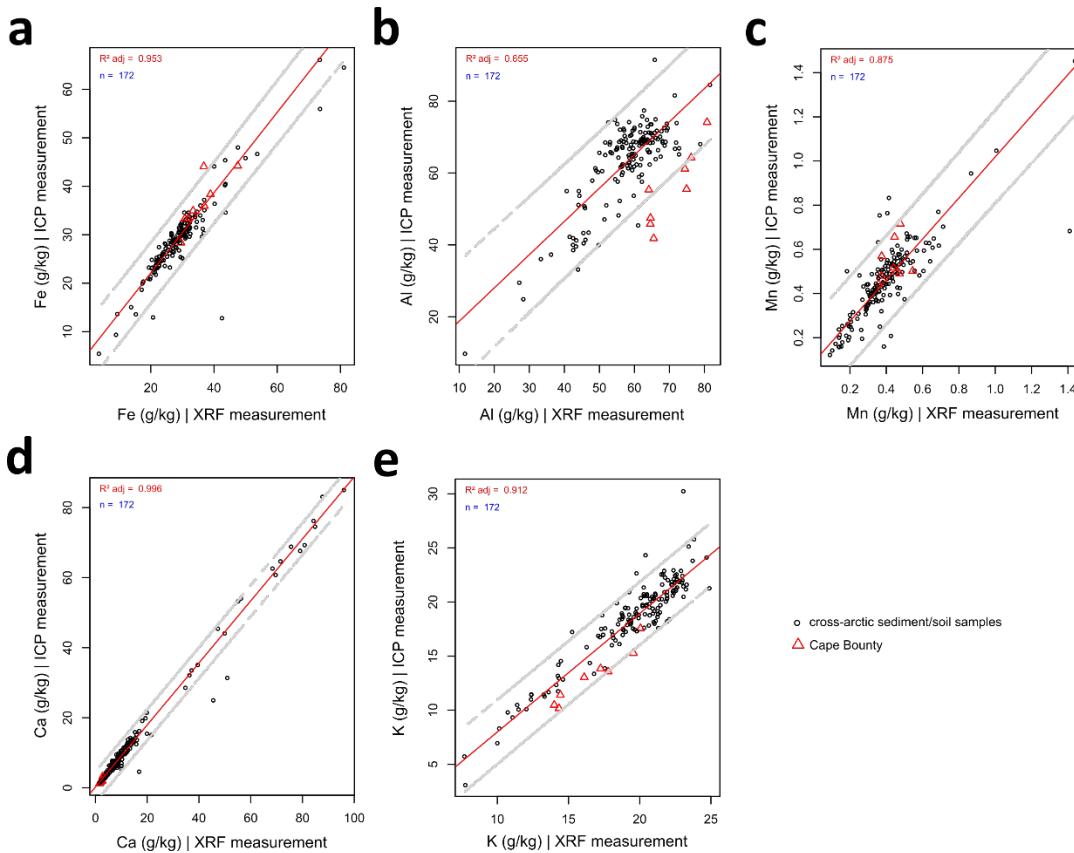 a
R² adj = 0.953
n = 172
60
50
40
30
20
10
20
40
60
80
Fe (g/kg) | ICP measurement
Fe (g/kg) | XRF measurement
b
R² adj = 0.655
n = 172
80
60
40
20
10
20
30
40
50
60
70
80
Al (g/kg) | ICP measurement
Al (g/kg) | XRF measurement
c
R² adj = 0.875
n = 172
1.4
1.2
1.0
0.8
0.6
0.4
0.2
0.2
0.4
0.6
0.8
1.0
1.2
1.4
Mn (g/kg) | ICP measurement
Mn (g/kg) | XRF measurement
d
R² adj = 0.996
n = 172
80
60
40
20
0
0
20
40
60
80
100
Ca (g/kg) | ICP measurement
Ca (g/kg) | XRF measurement
e
R² adj = 0.912
n = 172
30
25
20
15
10
5
10
15
20
25
K (g/kg) | ICP measurement
K (g/kg) | XRF measurement
cross-arctic sediment/soil samples
Cape Bounty